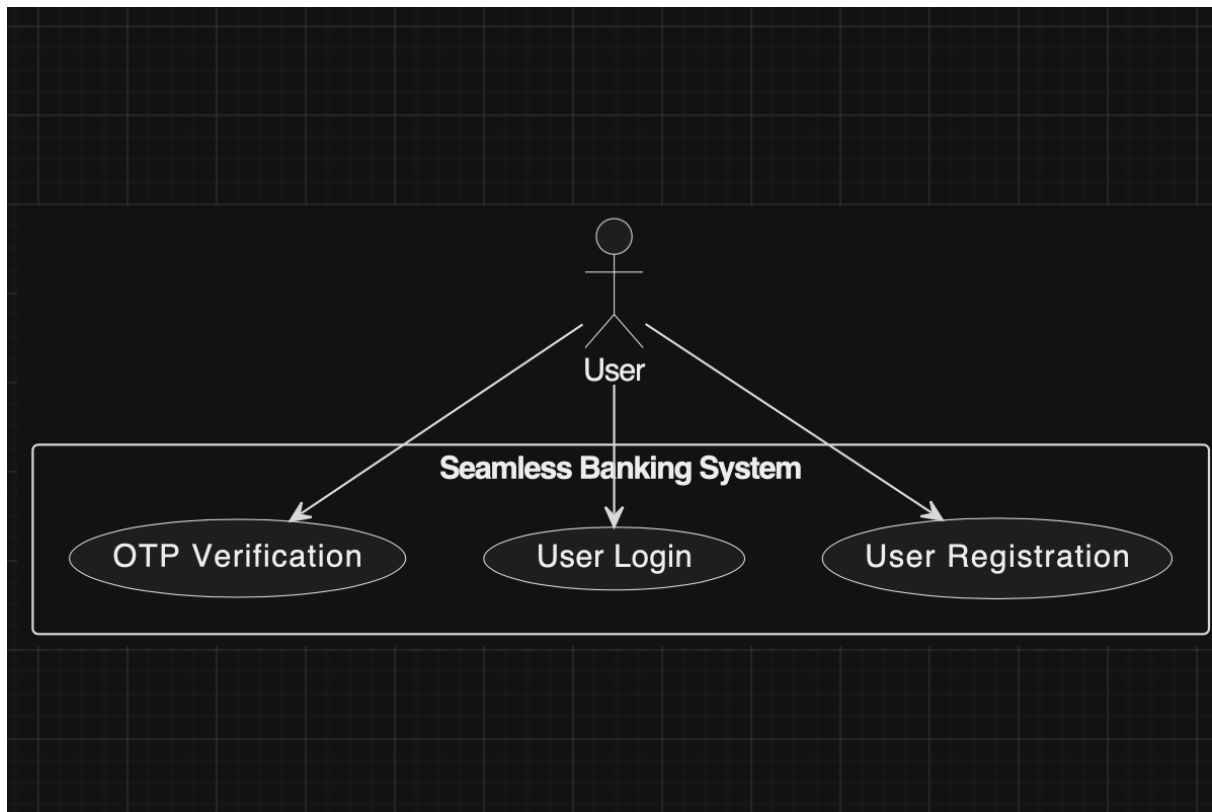 User
Seamless Banking System
OTP Verification
User Login
User Registration